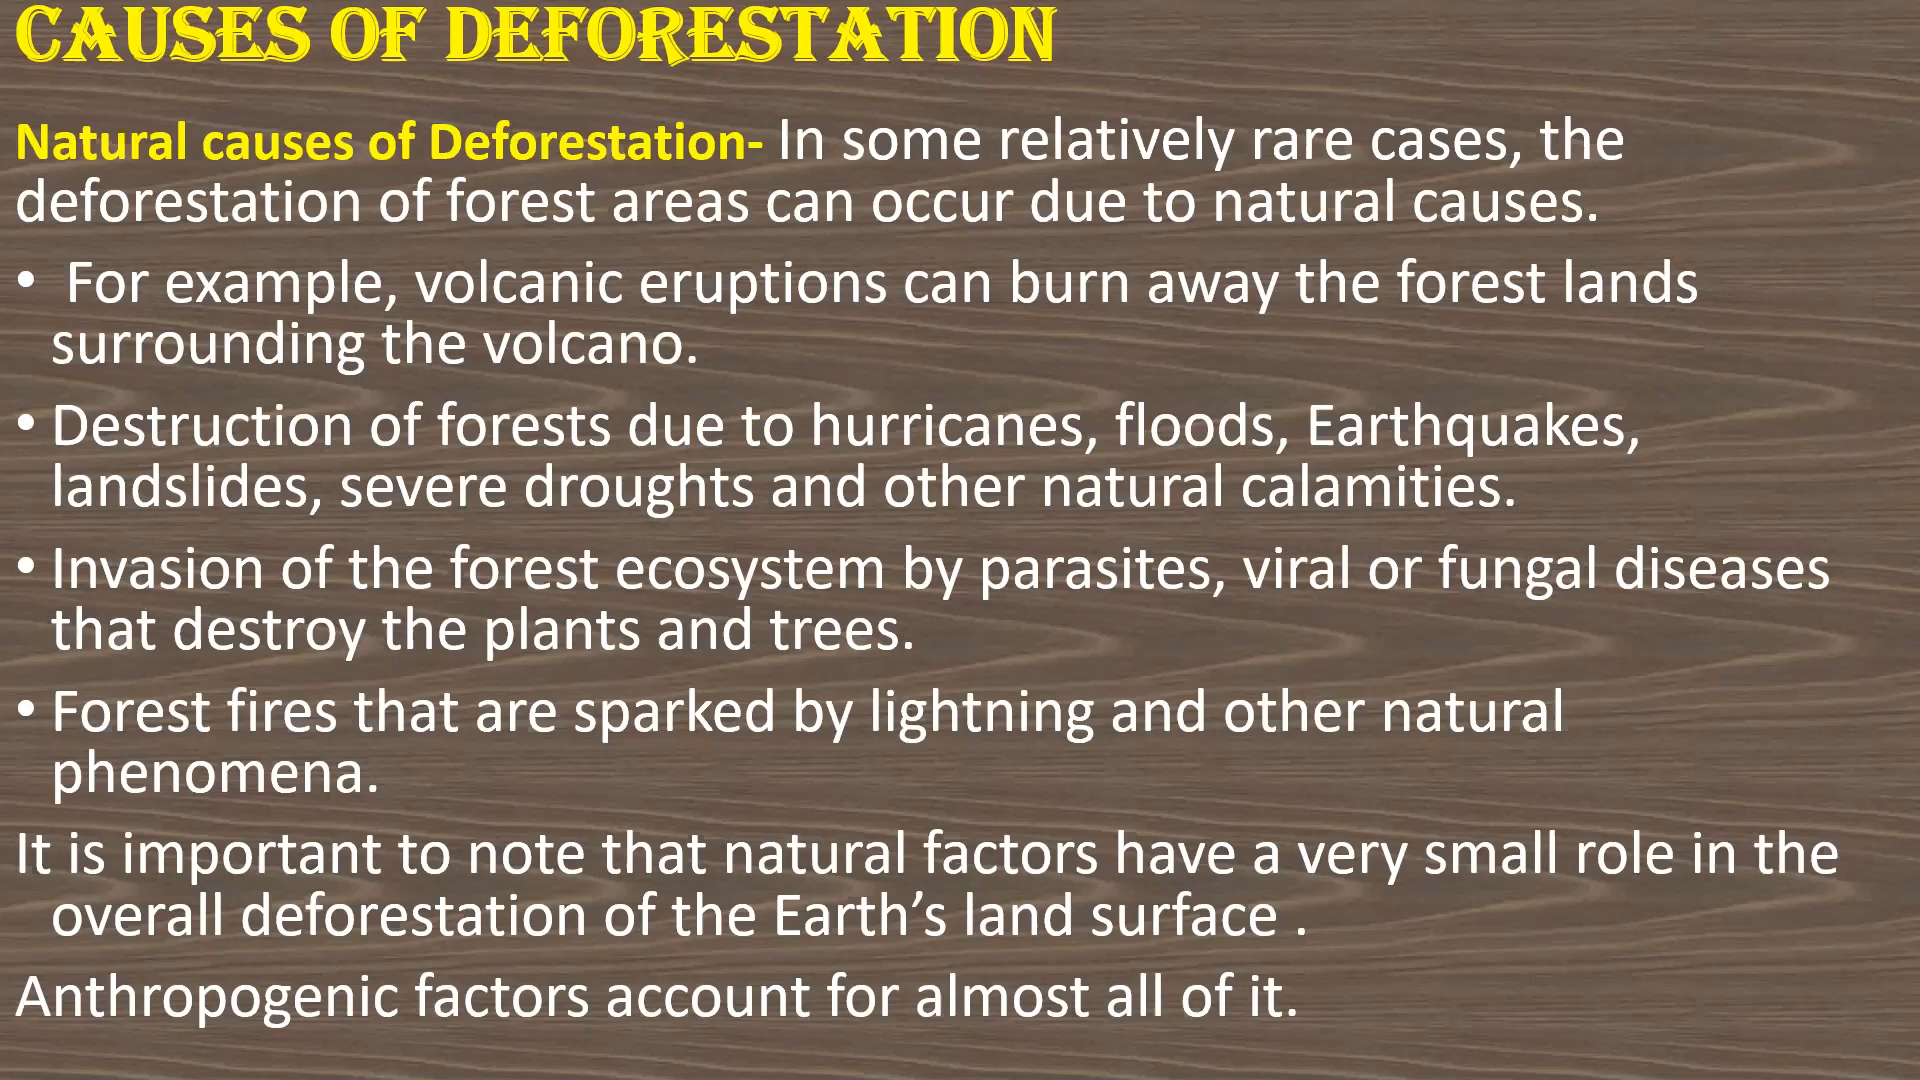 CAUSES OF DEFORESTATION
Natural causes of Deforestation- In some relatively rare cases, the
deforestation of forest areas can occur due to natural causes.
• For example, volcanic eruptions can burn away the forest lands
surrounding the volcano.
• Destruction of forests due to hurricanes, floods, Earthquakes,
landslides, severe droughts and other natural calamities.
• Invasion of the forest ecosystem by parasites, viral or fungal diseases
that destroy the plants and trees.
• Forest fires that are sparked by lightning and other natural
phenomena.
It is important to note that natural factors have a very small role in the
overall deforestation of the Earth’s land surface .
Anthropogenic factors account for almost all of it.